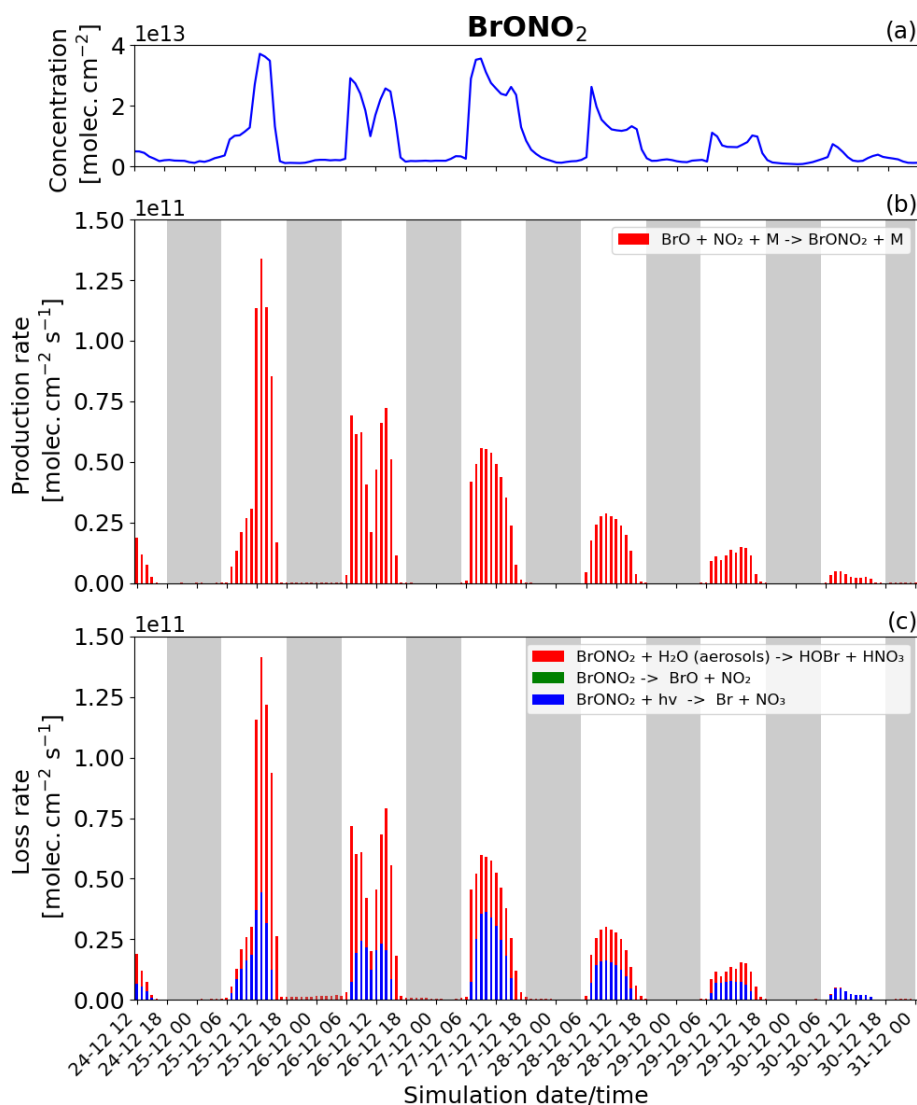 BrONO₂
(a)
1e13
4
2
0
Concentration
[molec. cm⁻²]
(b)
1e11
1.50
1.25
1.00
0.75
0.50
0.25
0.00
Production rate
[molec. cm⁻² s⁻¹]
BrO + NO₂ + M -> BrONO₂ + M
(c)
1e11
1.50
1.25
1.00
0.75
0.50
0.25
0.00
Loss rate
[molec. cm⁻² s⁻¹]
BrONO₂ + H₂O (aerosols) -> HOBr + HNO₃
BrONO₂ -> BrO + NO₂
BrONO₂ + hv -> Br + NO₃
24-12 12
24-12 18
25-12 00
25-12 06
25-12 12
25-12 18
26-12 00
26-12 06
26-12 12
26-12 18
27-12 00
27-12 06
27-12 12
27-12 18
28-12 00
28-12 06
28-12 12
28-12 18
29-12 00
29-12 06
29-12 12
29-12 18
30-12 00
30-12 06
30-12 12
30-12 18
31-12 00
Simulation date/time